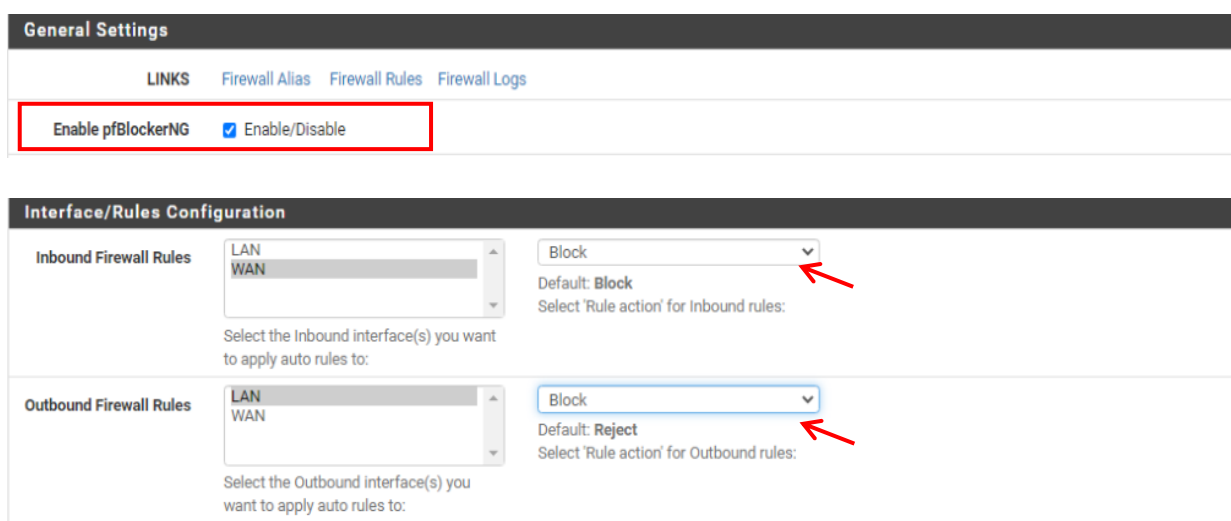 General Settings
LINKS Firewall Alias Firewall Rules Firewall Logs
Enable pfBlockerNG Enable/Disable
Interface/Rules Configuration
Inbound Firewall Rules
LAN
WAN
Select the Inbound interface(s) you want
to apply auto rules to:
Block
Default: Block
Select 'Rule action' for Inbound rules:
Outbound Firewall Rules
LAN
WAN
Select the Outbound interface(s) you
want to apply auto rules to:
Block
Default: Reject
Select 'Rule action' for Outbound rules: